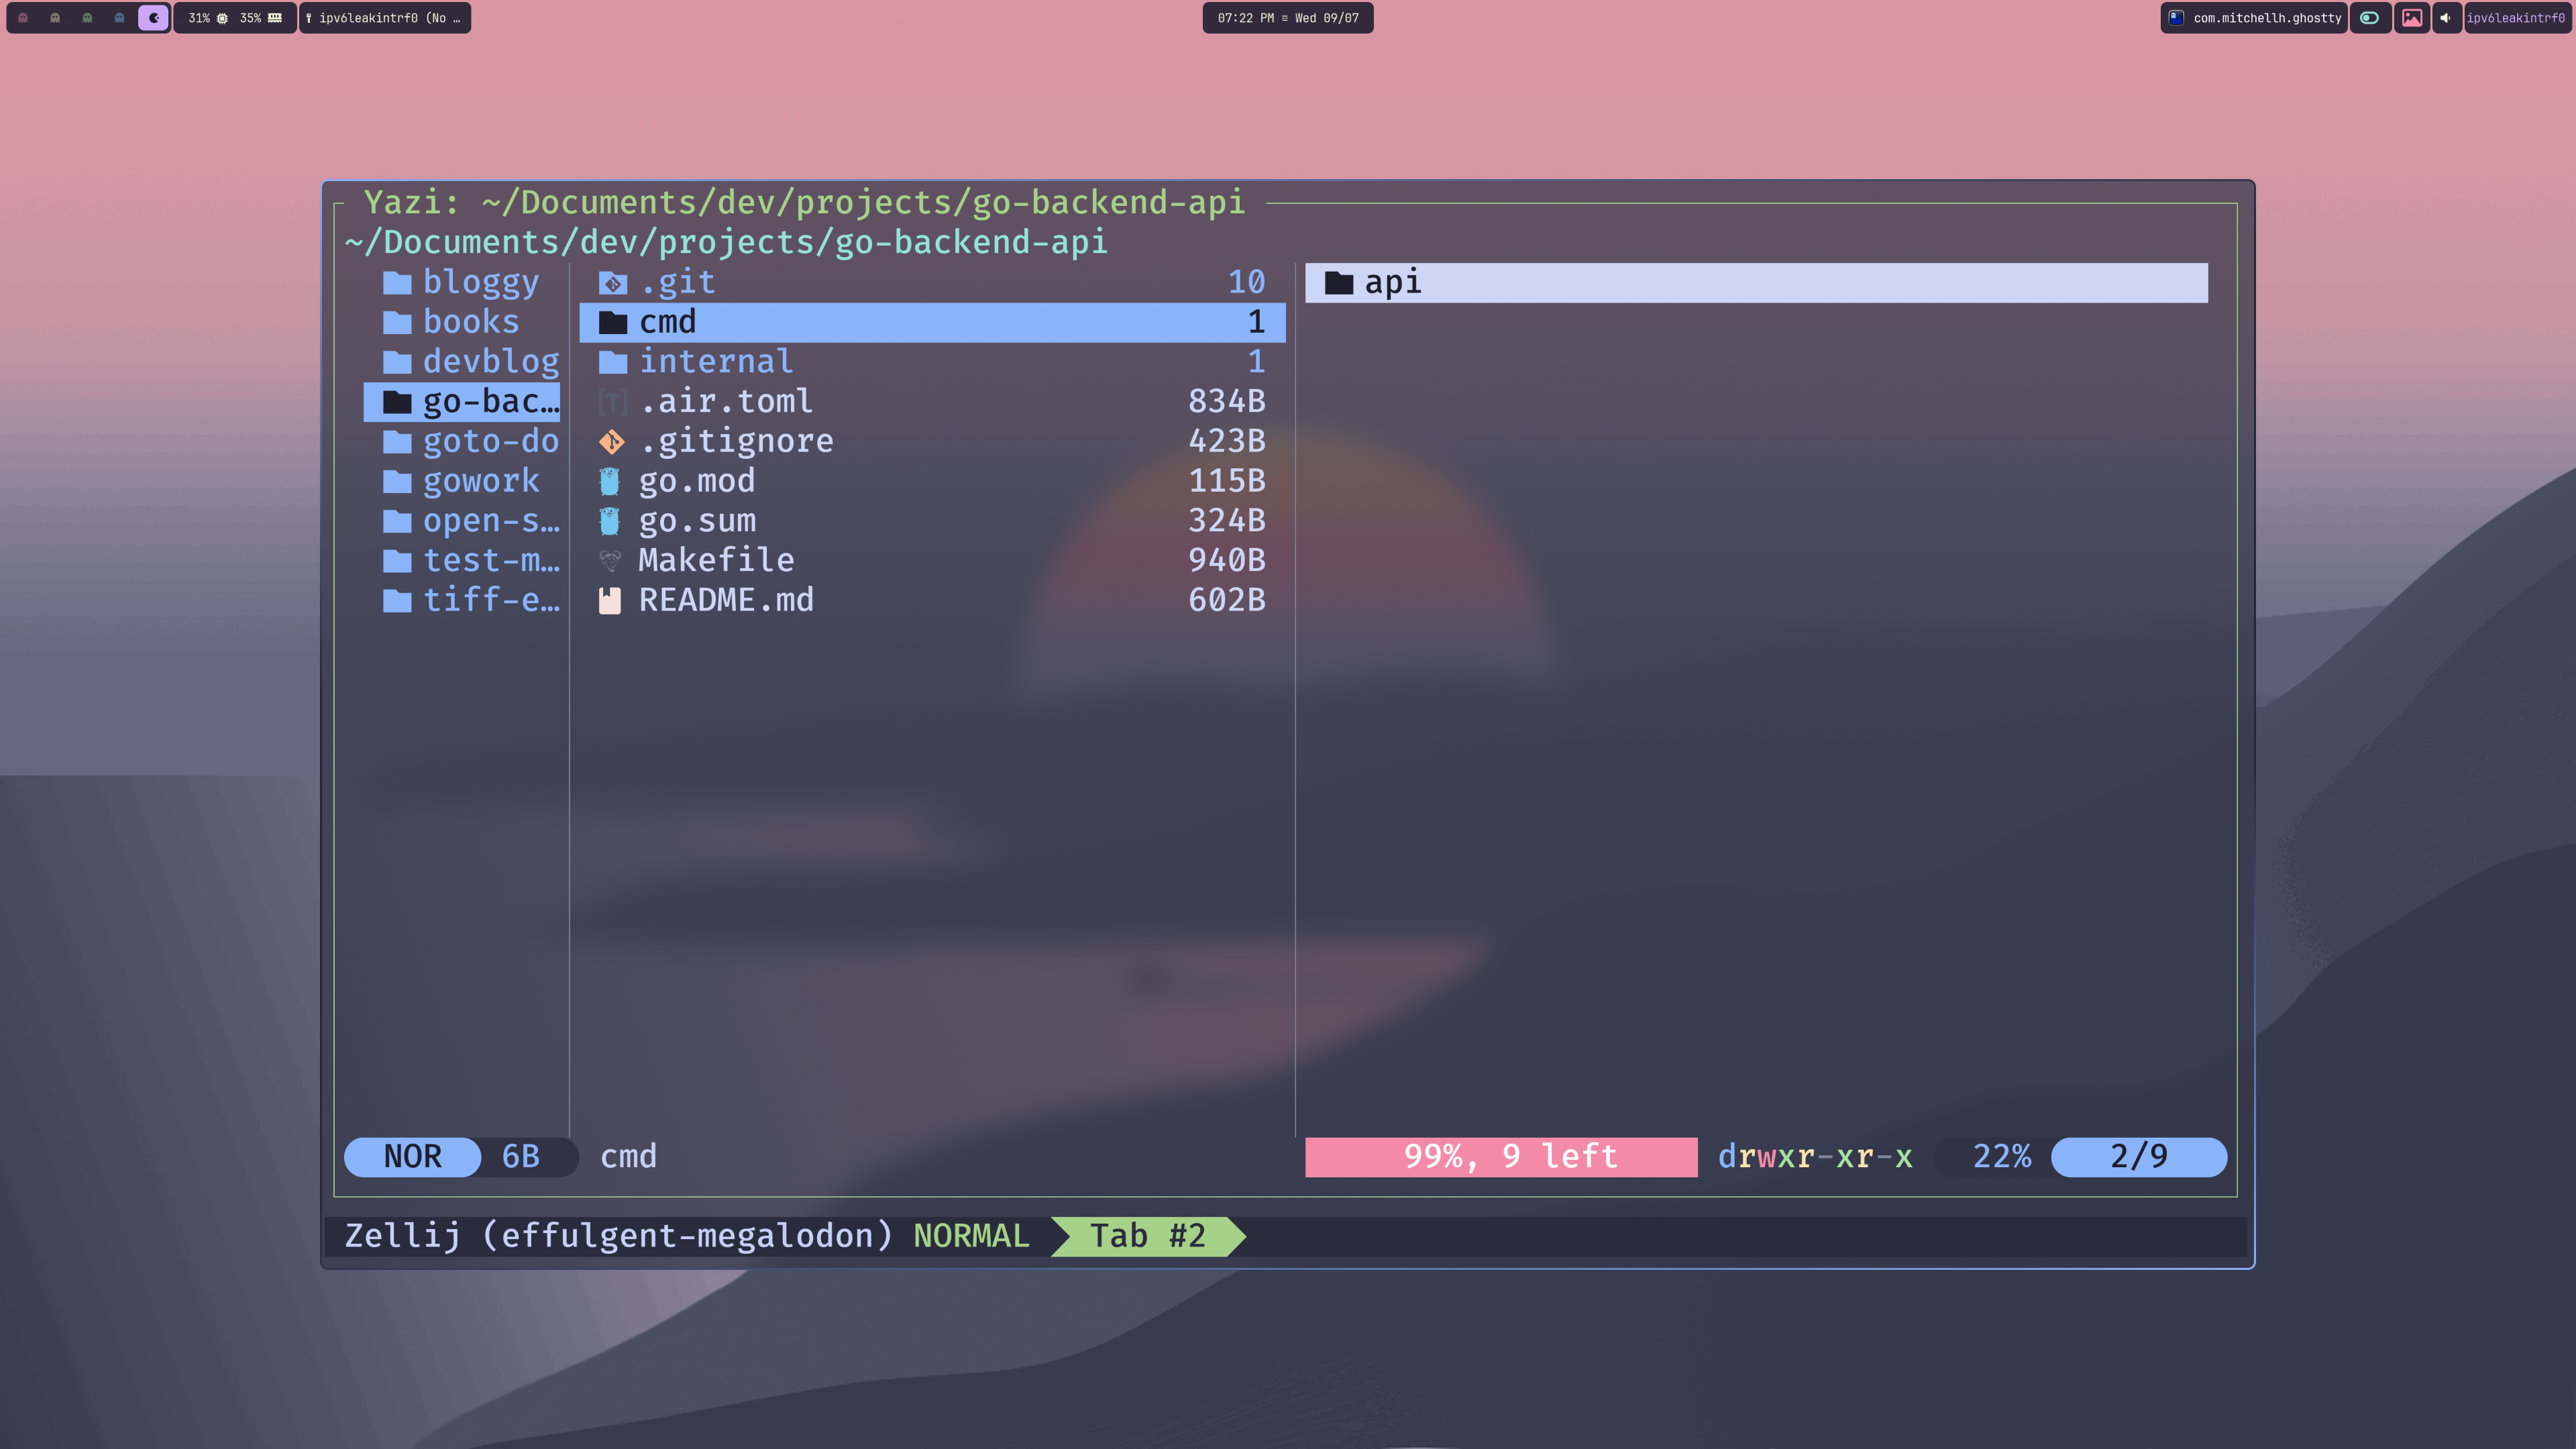 31% 35% ipv6leakintrf0 (No …
07:22 PM Wed 09/07
com.mitchellh.ghostty ipv6leakintrf0
Yazi: ~/Documents/dev/projects/go-backend-api
~/Documents/dev/projects/go-backend-api
bloggy .git 10 api
books cmd 1
devblog internal 1
go-bac… .air.toml 834B
goto-do .gitignore 423B
gowork go.mod 115B
open-s… go.sum 324B
test-m… Makefile 940B
tiff-e… README.md 602B
NOR 6B cmd 99%, 9 left drwxr-xr-x 22% 2/9
Zellij (effulgent-megalodon) NORMAL Tab #2